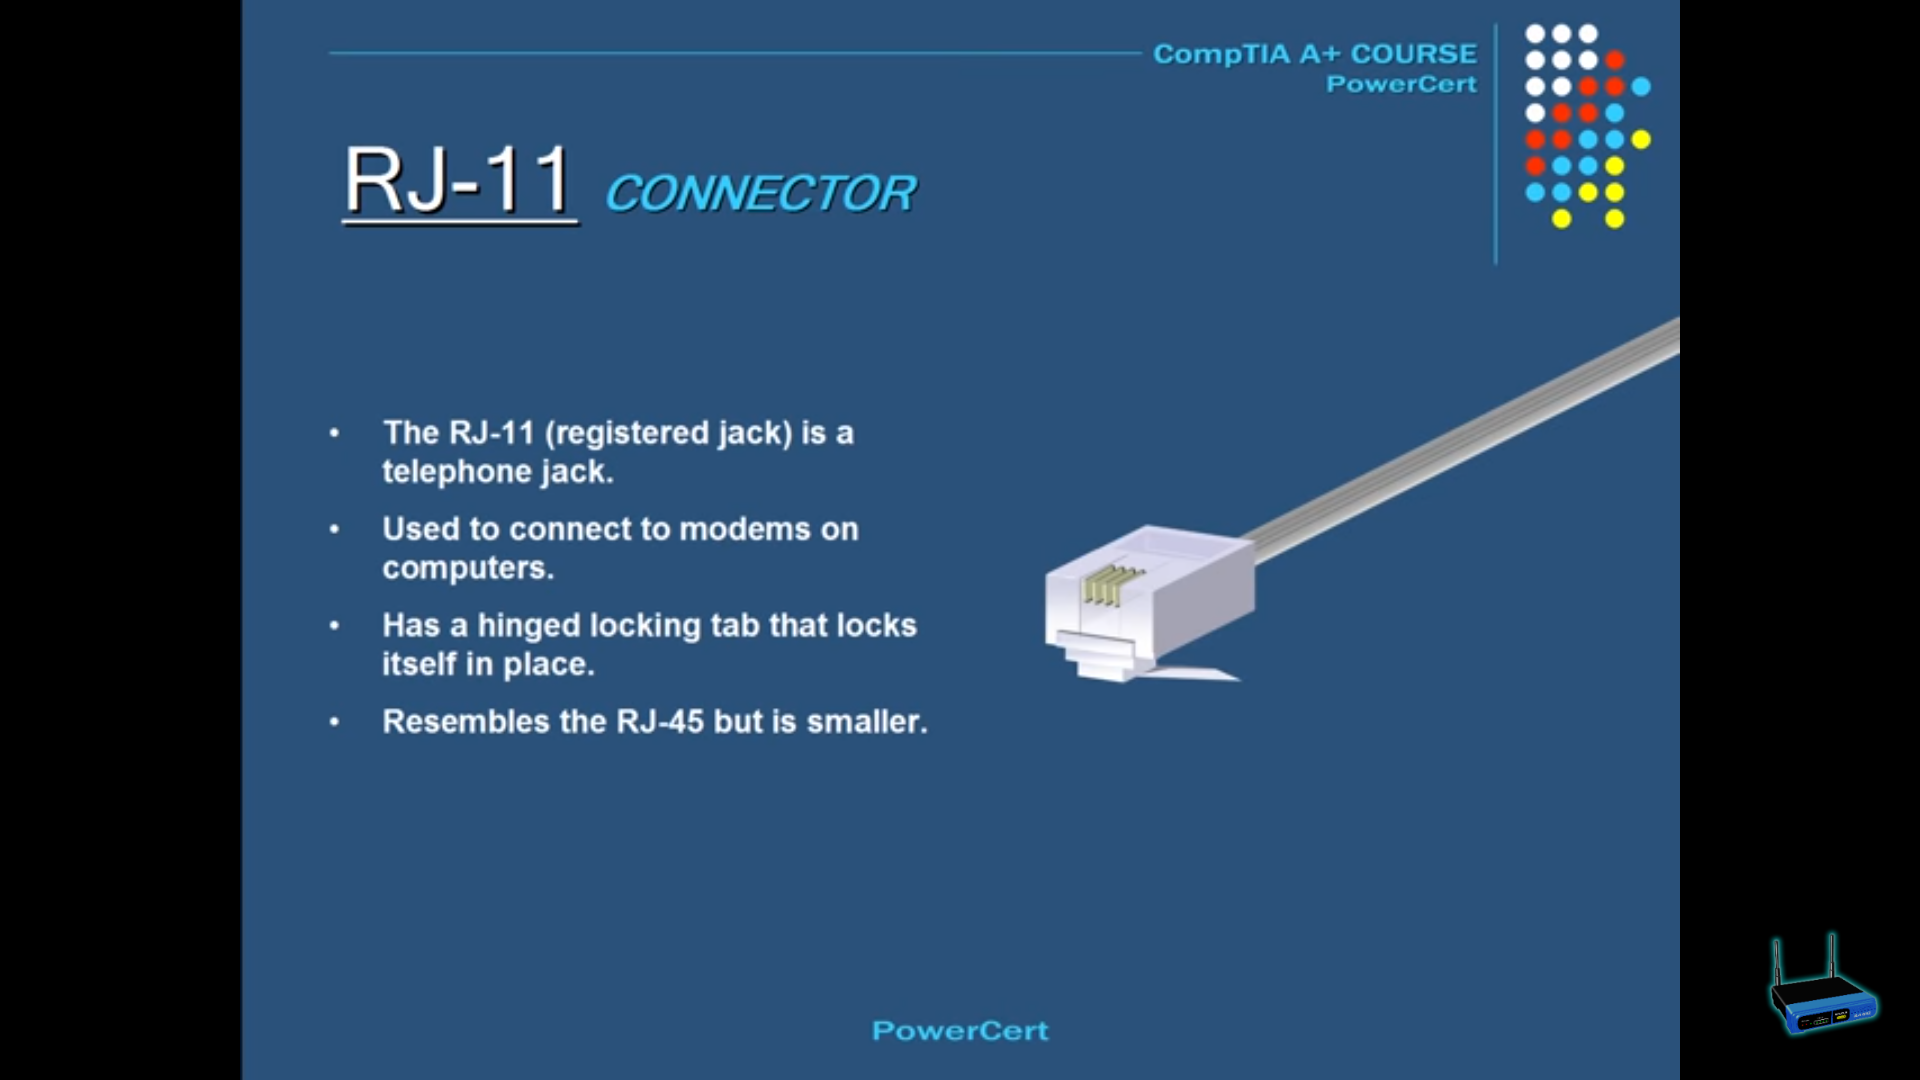 CompTIA A+ COURSE
PowerCert
RJ-11 CONNECTOR
• The RJ-11 (registered jack) is a
telephone jack.
• Used to connect to modems on
computers.
• Has a hinged locking tab that locks
itself in place.
• Resembles the RJ-45 but is smaller.
PowerCert